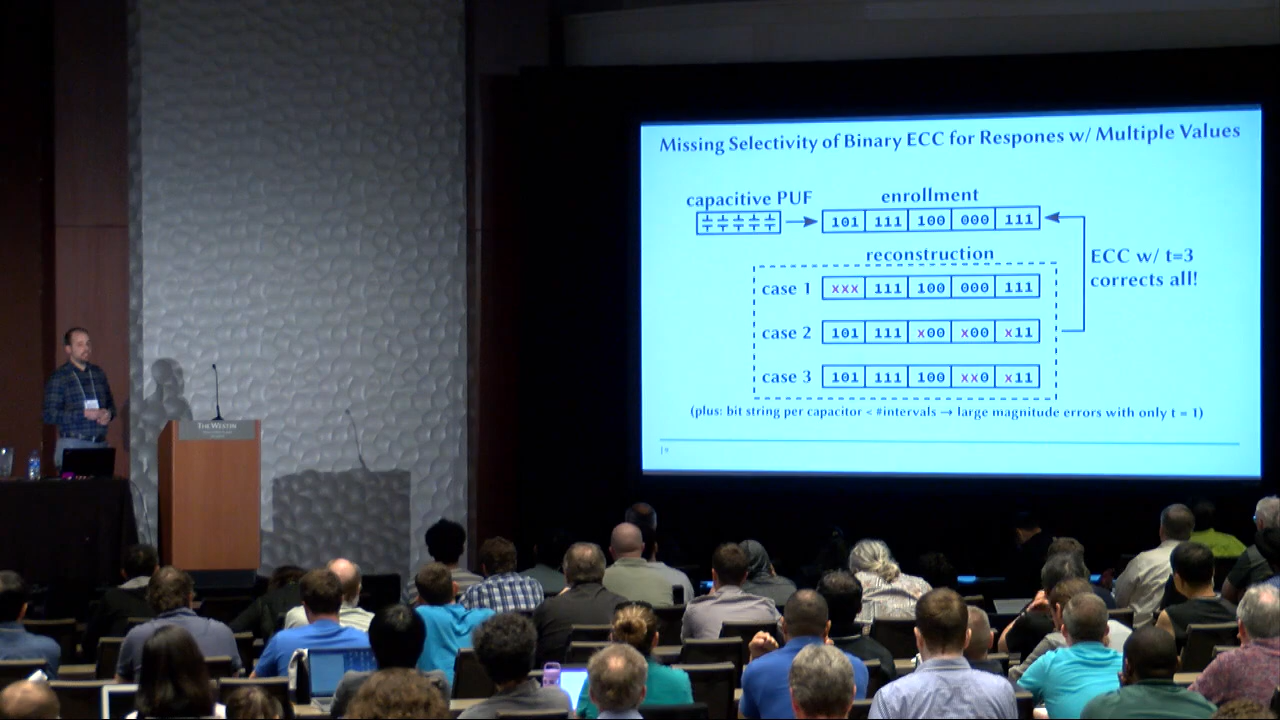 Missing Selectivity of Binary ECC for Respones w/ Multiple Values
capacitive PUF
enrollment
101 111 100 000 111
reconstruction
ECC w/ t=3
corrects all!
case 1 xxx 111 100 000 111
case 2 101 111 x00 x00 x11
case 3 101 111 100 xx0 x11
(plus: bit string per capacitor < #intervals → large magnitude errors with only t = 1)
THE WESTIN